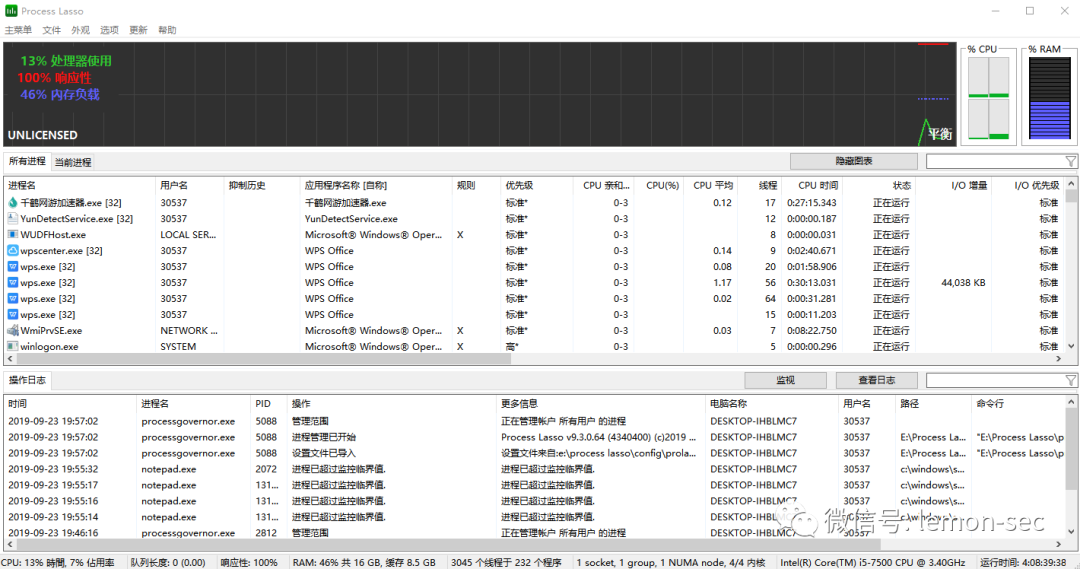 Process Lasso
主菜单 文件 外观 选项 更新 帮助
13% 处理器使用
100% 响应性
46% 内存负载
UNLICENSED
平衡
% CPU
% RAM
所有进程 当前进程 隐藏图表
进程名 用户名 抑制历史 应用程序名称 [自称] 规则 优先级 CPU 亲和... CPU(%) CPU 平均 线程 CPU 时间 状态 I/O 增量 I/O 优先级
千鹤网游加速器.exe [32] 30537 千鹤网游加速器.exe 标准* 0-3 0.12 17 0:27:15.343 正在运行 标准
YunDetectService.exe [32] 30537 YunDetectService.exe 标准* 0-3 12 0:00:00.187 正在运行 标准
WUDFHost.exe LOCAL SER... Microsoft® Windows® Oper... X 标准* 0-3 8 0:00:00.031 正在运行 标准
wpscenter.exe [32] 30537 WPS Office 标准* 0-3 0.14 9 0:02:40.671 正在运行 标准
wps.exe [32] 30537 WPS Office 标准* 0-3 0.08 20 0:01:58.906 正在运行 标准
wps.exe [32] 30537 WPS Office 标准* 0-3 1.17 56 0:30:13.031 正在运行 44,038 KB 标准
wps.exe [32] 30537 WPS Office 标准* 0-3 0.02 64 0:00:31.281 正在运行 标准
wps.exe [32] 30537 WPS Office 标准* 0-3 15 0:00:11.203 正在运行 标准
WmiPrvSE.exe NETWORK ... Microsoft® Windows® Oper... X 标准* 0-3 0.03 7 0:08:22.750 正在运行 标准
winlogon.exe SYSTEM Microsoft® Windows® Oper... X 高* 0-3 5 0:00:00.296 正在运行 标准
操作日志 监视 查看日志
时间 进程名 PID 操作 更多信息 电脑名称 用户名 路径 命令行
2019-09-23 19:57:02 processgovernor.exe 5088 管理范围 正在管理帐户 所有用户 的进程 DESKTOP-IHBLMC7 30537
2019-09-23 19:57:02 processgovernor.exe 5088 进程管理已开始 Process Lasso v9.3.0.64 (4340400) (c)2019 ... DESKTOP-IHBLMC7 30537 E:\Process La... "E:\Process Lasso\p
2019-09-23 19:57:02 processgovernor.exe 5088 设置文件已导入 设置文件来自:e:\process lasso\config\prola... DESKTOP-IHBLMC7 30537 E:\Process La... "E:\Process Lasso\p
2019-09-23 19:55:32 notepad.exe 2072 进程已超过监控临界值. 进程已超过监控临界值. DESKTOP-IHBLMC7 30537 c:\windows\s...
2019-09-23 19:55:17 notepad.exe 131... 进程已超过监控临界值. 进程已超过监控临界值. DESKTOP-IHBLMC7 30537 c:\windows\s...
2019-09-23 19:55:16 notepad.exe 131... 进程已超过监控临界值. 进程已超过监控临界值. DESKTOP-IHBLMC7 30537 c:\windows\s...
2019-09-23 19:55:14 notepad.exe 131... 进程已超过监控临界值. 进程已超过监控临界值. DESKTOP-IHBLMC7 30537 c:\windows\s...
2019-09-23 19:46:16 processgovernor.exe 2812 管理范围 正在管理帐户 所有用户 的进程 DESKTOP-IHBLMC7 30537
微信号: lemon-sec
CPU: 13% 時間, 7% 佔用率 队列长度: 0 (0.00) 响应性: 100% RAM: 46% 共 16 GB, 缓存 8.5 GB 3045 个线程于 232 个程序 1 socket, 1 group, 1 NUMA node, 4/4 内核 Intel(R) Core(TM) i5-7500 CPU @ 3.40GHz 运行时间: 4:08:39:38